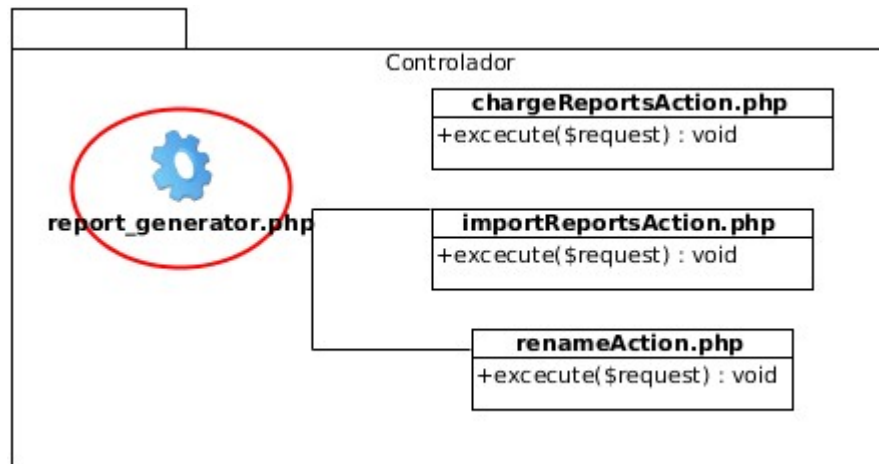 Controlador
chargeReportsAction.php
+excecute($request) : void
report_generator.php
importReportsAction.php
+excecute($request) : void
renameAction.php
+excecute($request) : void